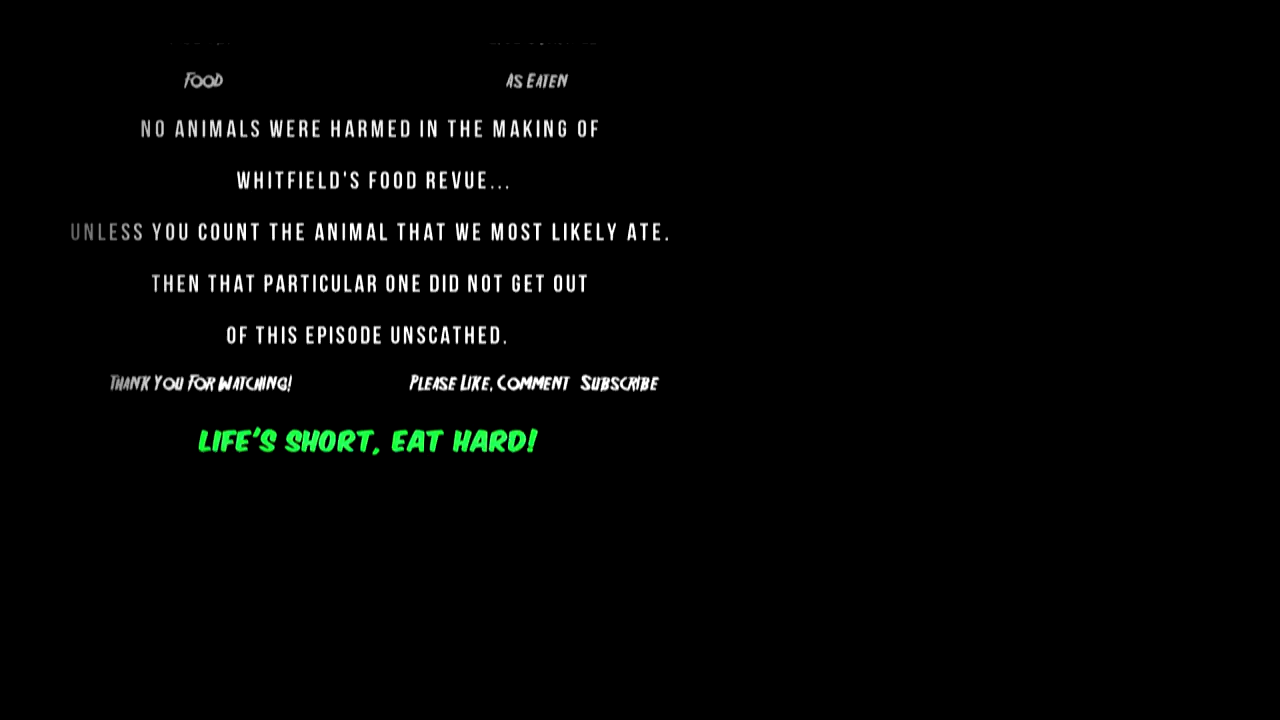 FOOD AS EATEN
NO ANIMALS WERE HARMED IN THE MAKING OF
WHITFIELD'S FOOD REVUE...
UNLESS YOU COUNT THE ANIMAL THAT WE MOST LIKELY ATE.
THEN THAT PARTICULAR ONE DID NOT GET OUT
OF THIS EPISODE UNSCATHED.
THANK YOU FOR WATCHING! PLEASE LIKE, COMMENT SUBSCRIBE
LIFE'S SHORT, EAT HARD!